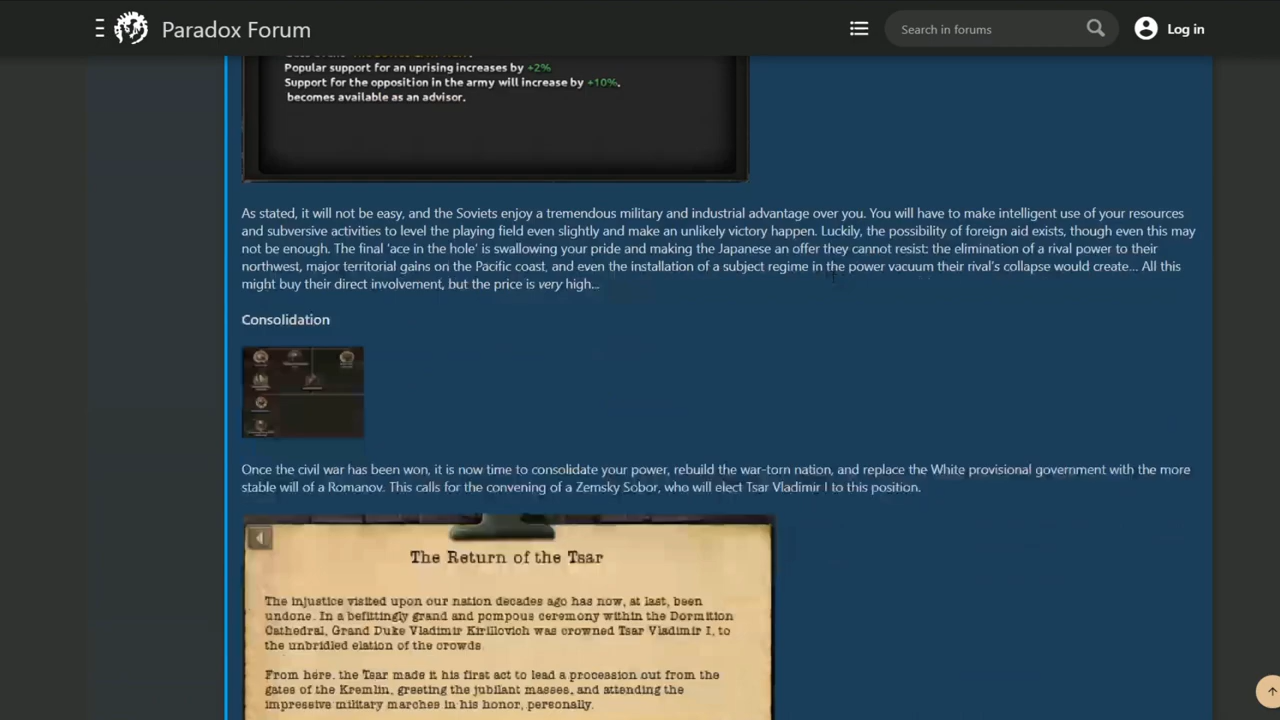 Paradox Forum
Search in forums
Log in
Popular support for an uprising increases by +2%
Support for the opposition in the army will increase by +10%.
becomes available as an advisor.
As stated, it will not be easy, and the Soviets enjoy a tremendous military and industrial advantage over you. You will have to make intelligent use of your resources
and subversive activities to level the playing field even slightly and make an unlikely victory happen. Luckily, the possibility of foreign aid exists, though even this may
not be enough. The final 'ace in the hole' is swallowing your pride and making the Japanese an offer they cannot resist: the elimination of a rival power to their
northwest, major territorial gains on the Pacific coast, and even the installation of a subject regime in the power vacuum their rival's collapse would create... All this
might buy their direct involvement, but the price is very high...
Consolidation
Once the civil war has been won, it is now time to consolidate your power, rebuild the war-torn nation, and replace the White provisional government with the more
stable will of a Romanov. This calls for the convening of a Zemsky Sobor, who will elect Tsar Vladimir I to this position.
The Return of the Tsar
The injustice visited upon our nation decades ago has now, at last, been
undone. In a befittingly grand and pompous ceremony within the Dormition
Cathedral, Grand Duke Vladimir Kirillovich was crowned Tsar Vladimir I, to
the unbridled elation of the crowds.
From here, the Tsar made it his first act to lead a procession out from the
gates of the Kremlin, greeting the jubilant masses, and attending the
impressive military marches in his honor, personally.